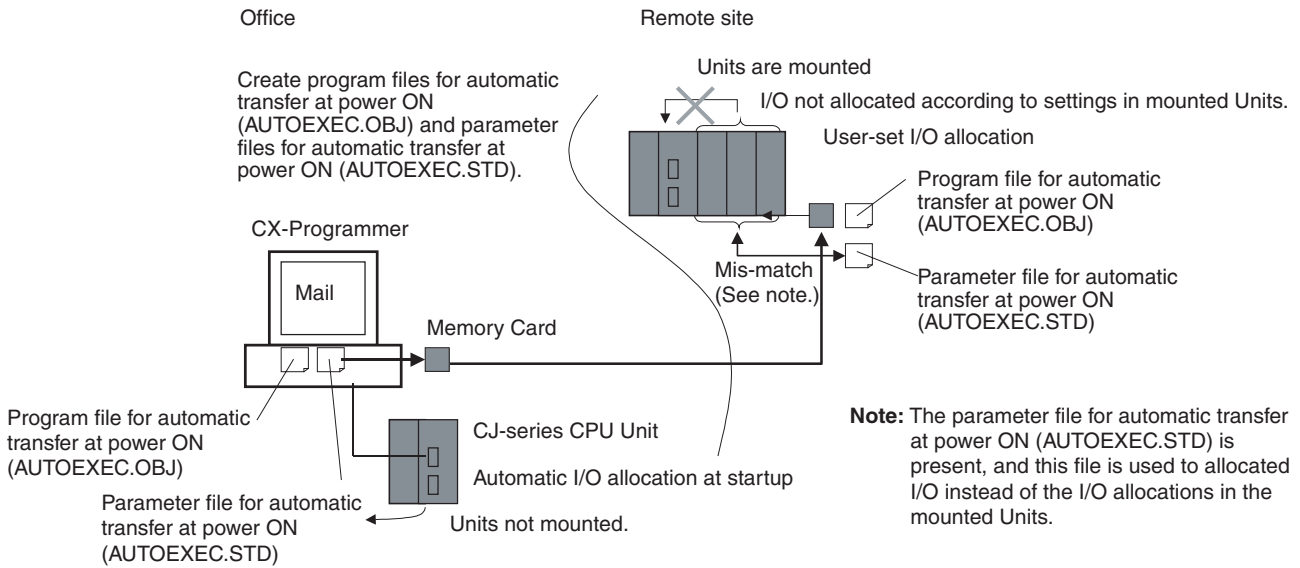 Office
Remote site
Create program files for automatic
transfer at power ON
(AUTOEXEC.OBJ) and parameter
files for automatic transfer at
power ON (AUTOEXEC.STD).
Units are mounted
I/O not allocated according to settings in mounted Units.
User-set I/O allocation
Program file for automatic
transfer at power ON
(AUTOEXEC.OBJ)
CX-Programmer
Mail
Mis-match
(See note.)
Parameter file for automatic
transfer at power ON
(AUTOEXEC.STD)
Memory Card
Program file for automatic
transfer at power ON
(AUTOEXEC.OBJ)
CJ-series CPU Unit
Automatic I/O allocation at startup
Parameter file for automatic
transfer at power ON
(AUTOEXEC.STD)
Units not mounted.
Note: The parameter file for automatic transfer
at power ON (AUTOEXEC.STD) is
present, and this file is used to allocated
I/O instead of the I/O allocations in the
mounted Units.